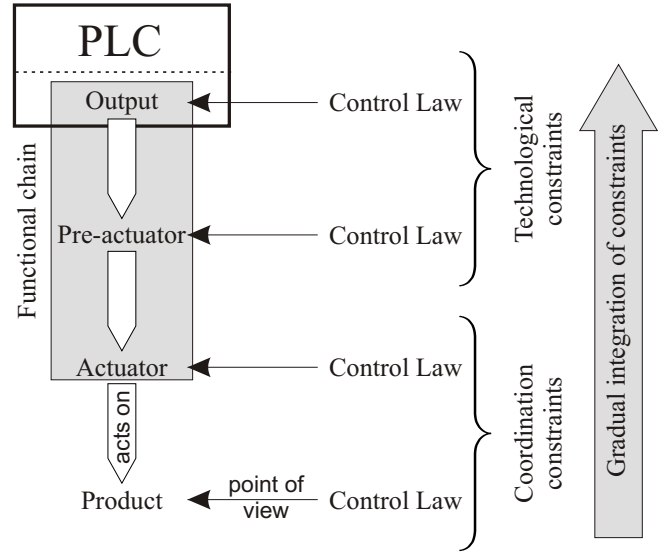 PLC
Output
Control Law
Functional chain
Pre-actuator
Control Law
Technological
constraints
Actuator
Control Law
acts on
Product
point of
view
Control Law
Coordination
constraints
Gradual integration of constraints